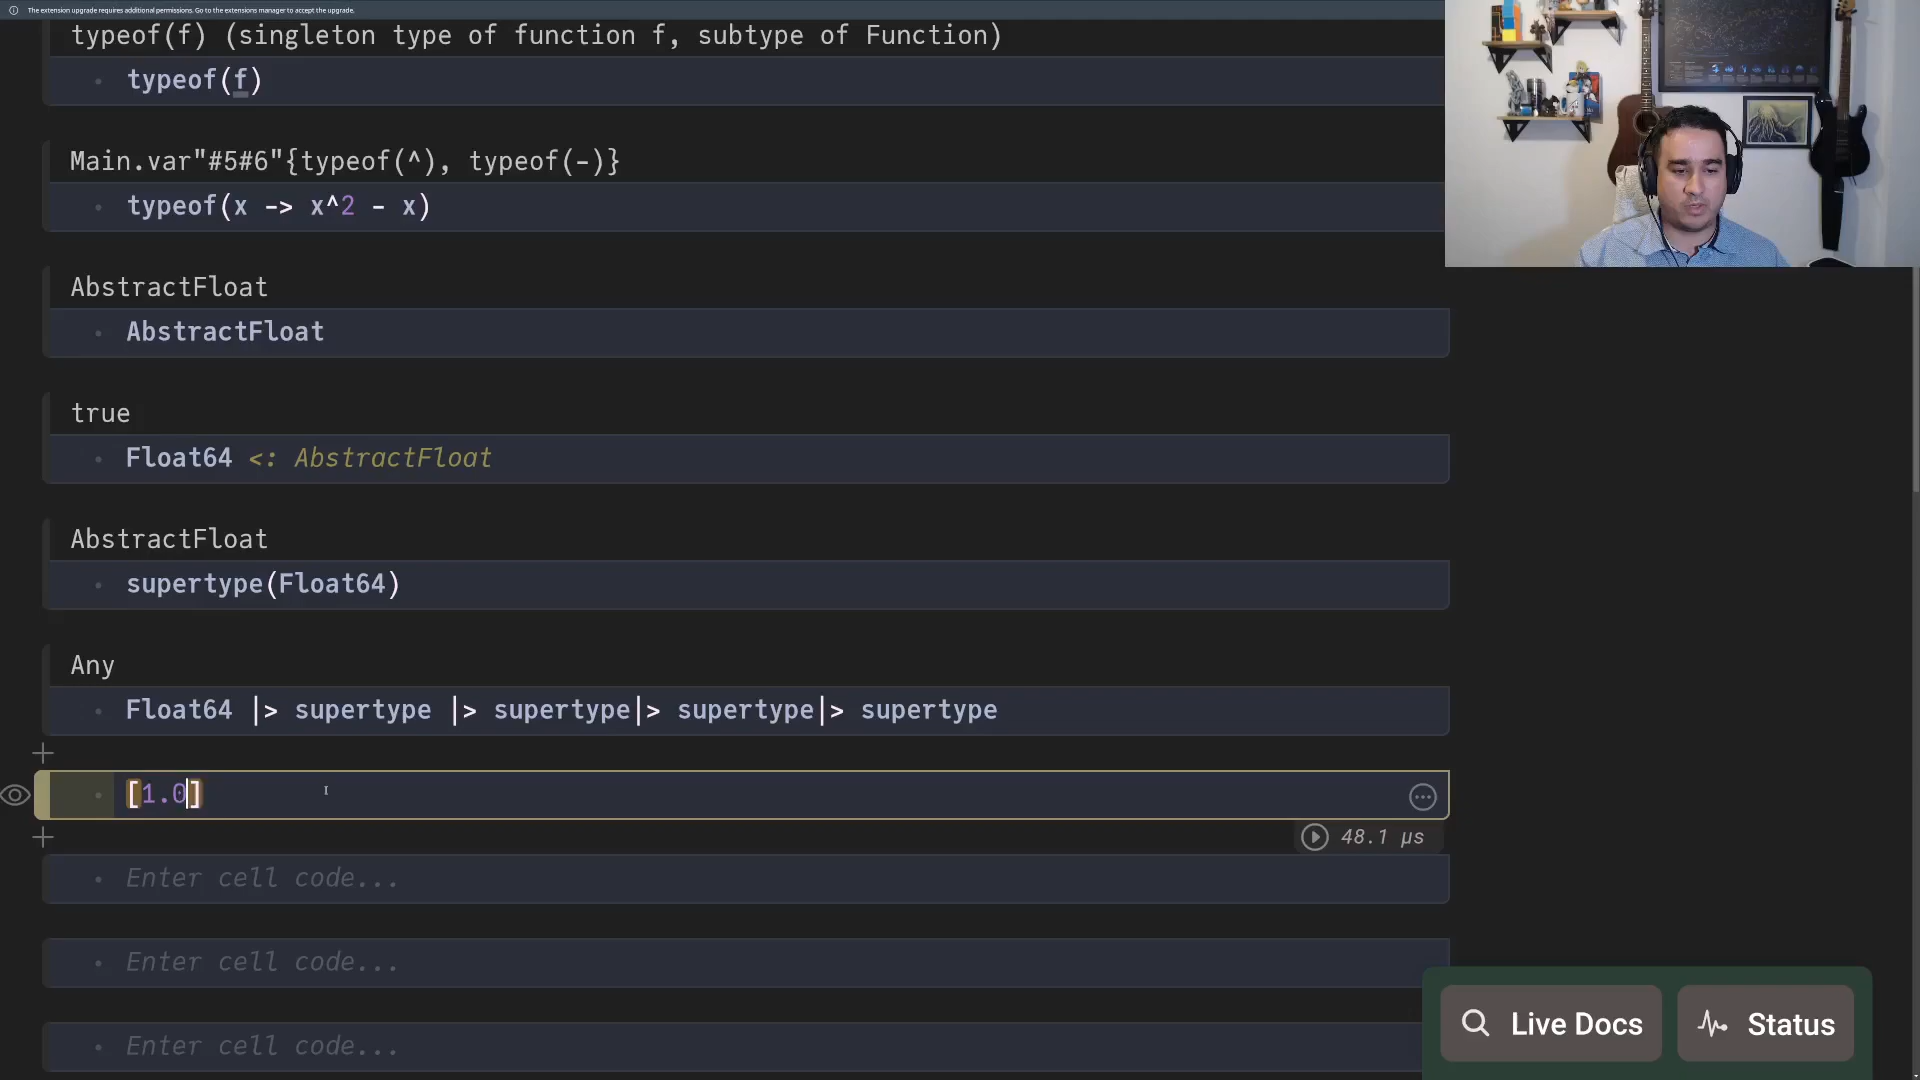 The extension upgrade requires additional permissions. Go to the extensions manager to accept the upgrade.
typeof(f) (singleton type of function f, subtype of Function)
typeof(f)
Main.var"#5#6"{typeof(^), typeof(-)}
typeof(x -> x^2 - x)
AbstractFloat
AbstractFloat
true
Float64 <: AbstractFloat
AbstractFloat
supertype(Float64)
Any
Float64 |> supertype |> supertype|> supertype|> supertype
[1.0]
48.1 μs
Enter cell code...
Enter cell code...
Enter cell code...
Live Docs
Status